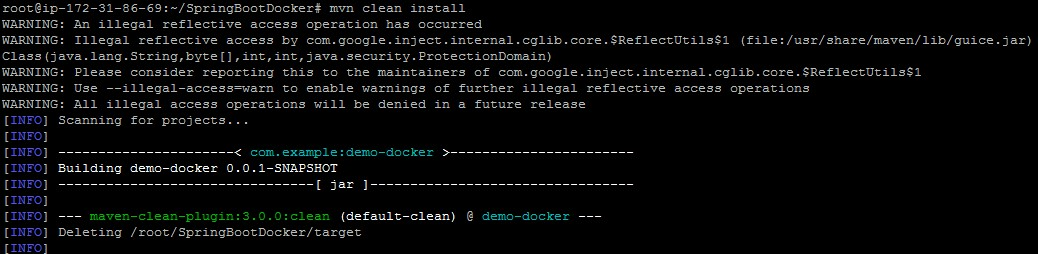 root@ip-172-31-86-69:~/SpringBootDocker# mvn clean install
WARNING: An illegal reflective access operation has occurred
WARNING: Illegal reflective access by com.google.inject.internal.cglib.core.$ReflectUtils$1 (file:/usr/share/maven/lib/guice.jar)
Class(java.lang.String,byte[],int,int,java.security.ProtectionDomain)
WARNING: Please consider reporting this to the maintainers of com.google.inject.internal.cglib.core.$ReflectUtils$1
WARNING: Use --illegal-access=warn to enable warnings of further illegal reflective access operations
WARNING: All illegal access operations will be denied in a future release
[INFO] Scanning for projects...
[INFO]
[INFO] ----------------------< com.example:demo-docker >-----------------------
[INFO] Building demo-docker 0.0.1-SNAPSHOT
[INFO] --------------------------------[ jar ]---------------------------------
[INFO]
[INFO] --- maven-clean-plugin:3.0.0:clean (default-clean) @ demo-docker ---
[INFO] Deleting /root/SpringBootDocker/target
[INFO]